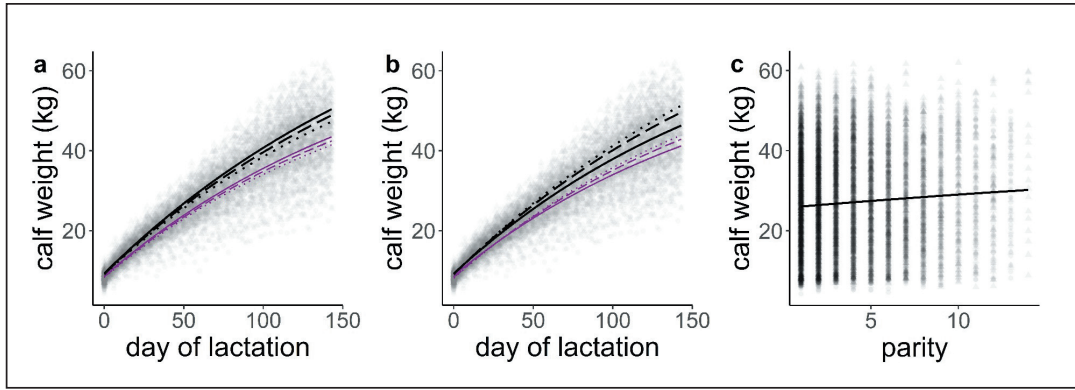 a
60
40
20
calf weight (kg)
0 50 100 150
day of lactation
b
60
40
20
calf weight (kg)
0 50 100 150
day of lactation
c
60
40
20
calf weight (kg)
5 10
parity